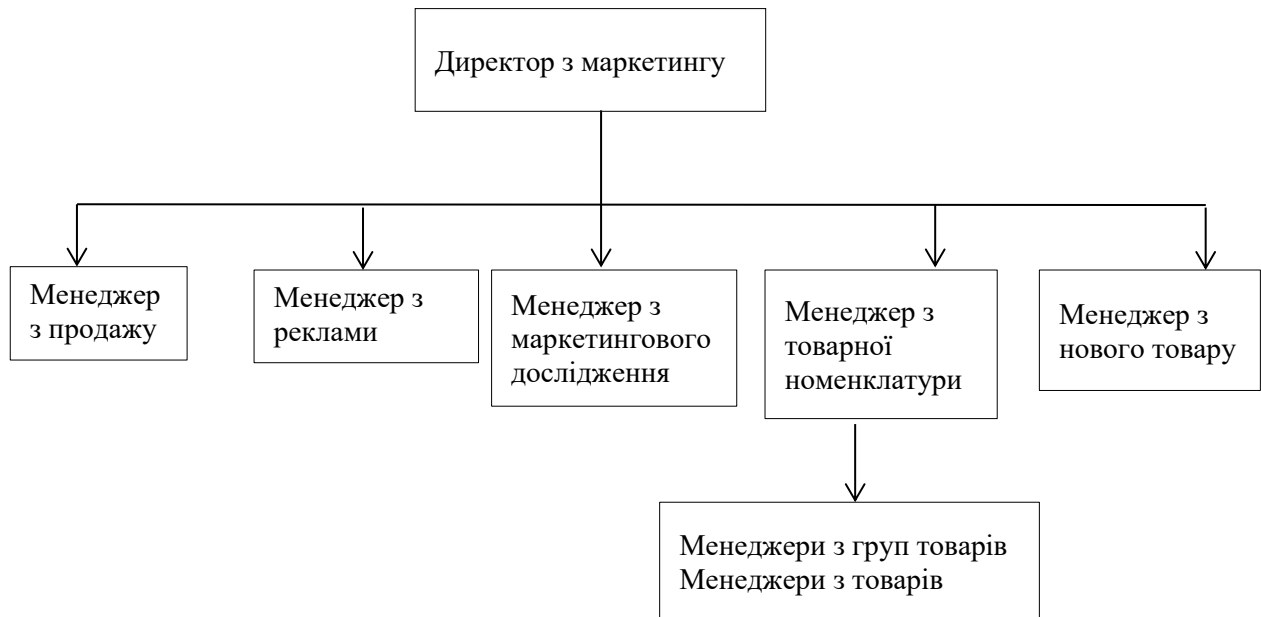 Директор з маркетингу
Менеджер
з продажу
Менеджер з
реклами
Менеджер з
маркетингового
дослідження
Менеджер з
товарної
номенклатури
Менеджер з
нового товару
Менеджери з груп товарів
Менеджери з товарів